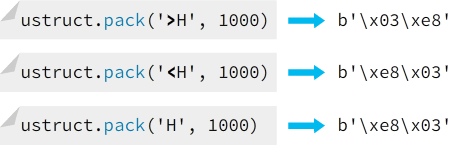 ustruct.pack('>H', 1000) b'\x03\xe8'
ustruct.pack('<H', 1000) b'\xe8\x03'
ustruct.pack('H', 1000) b'\xe8\x03'